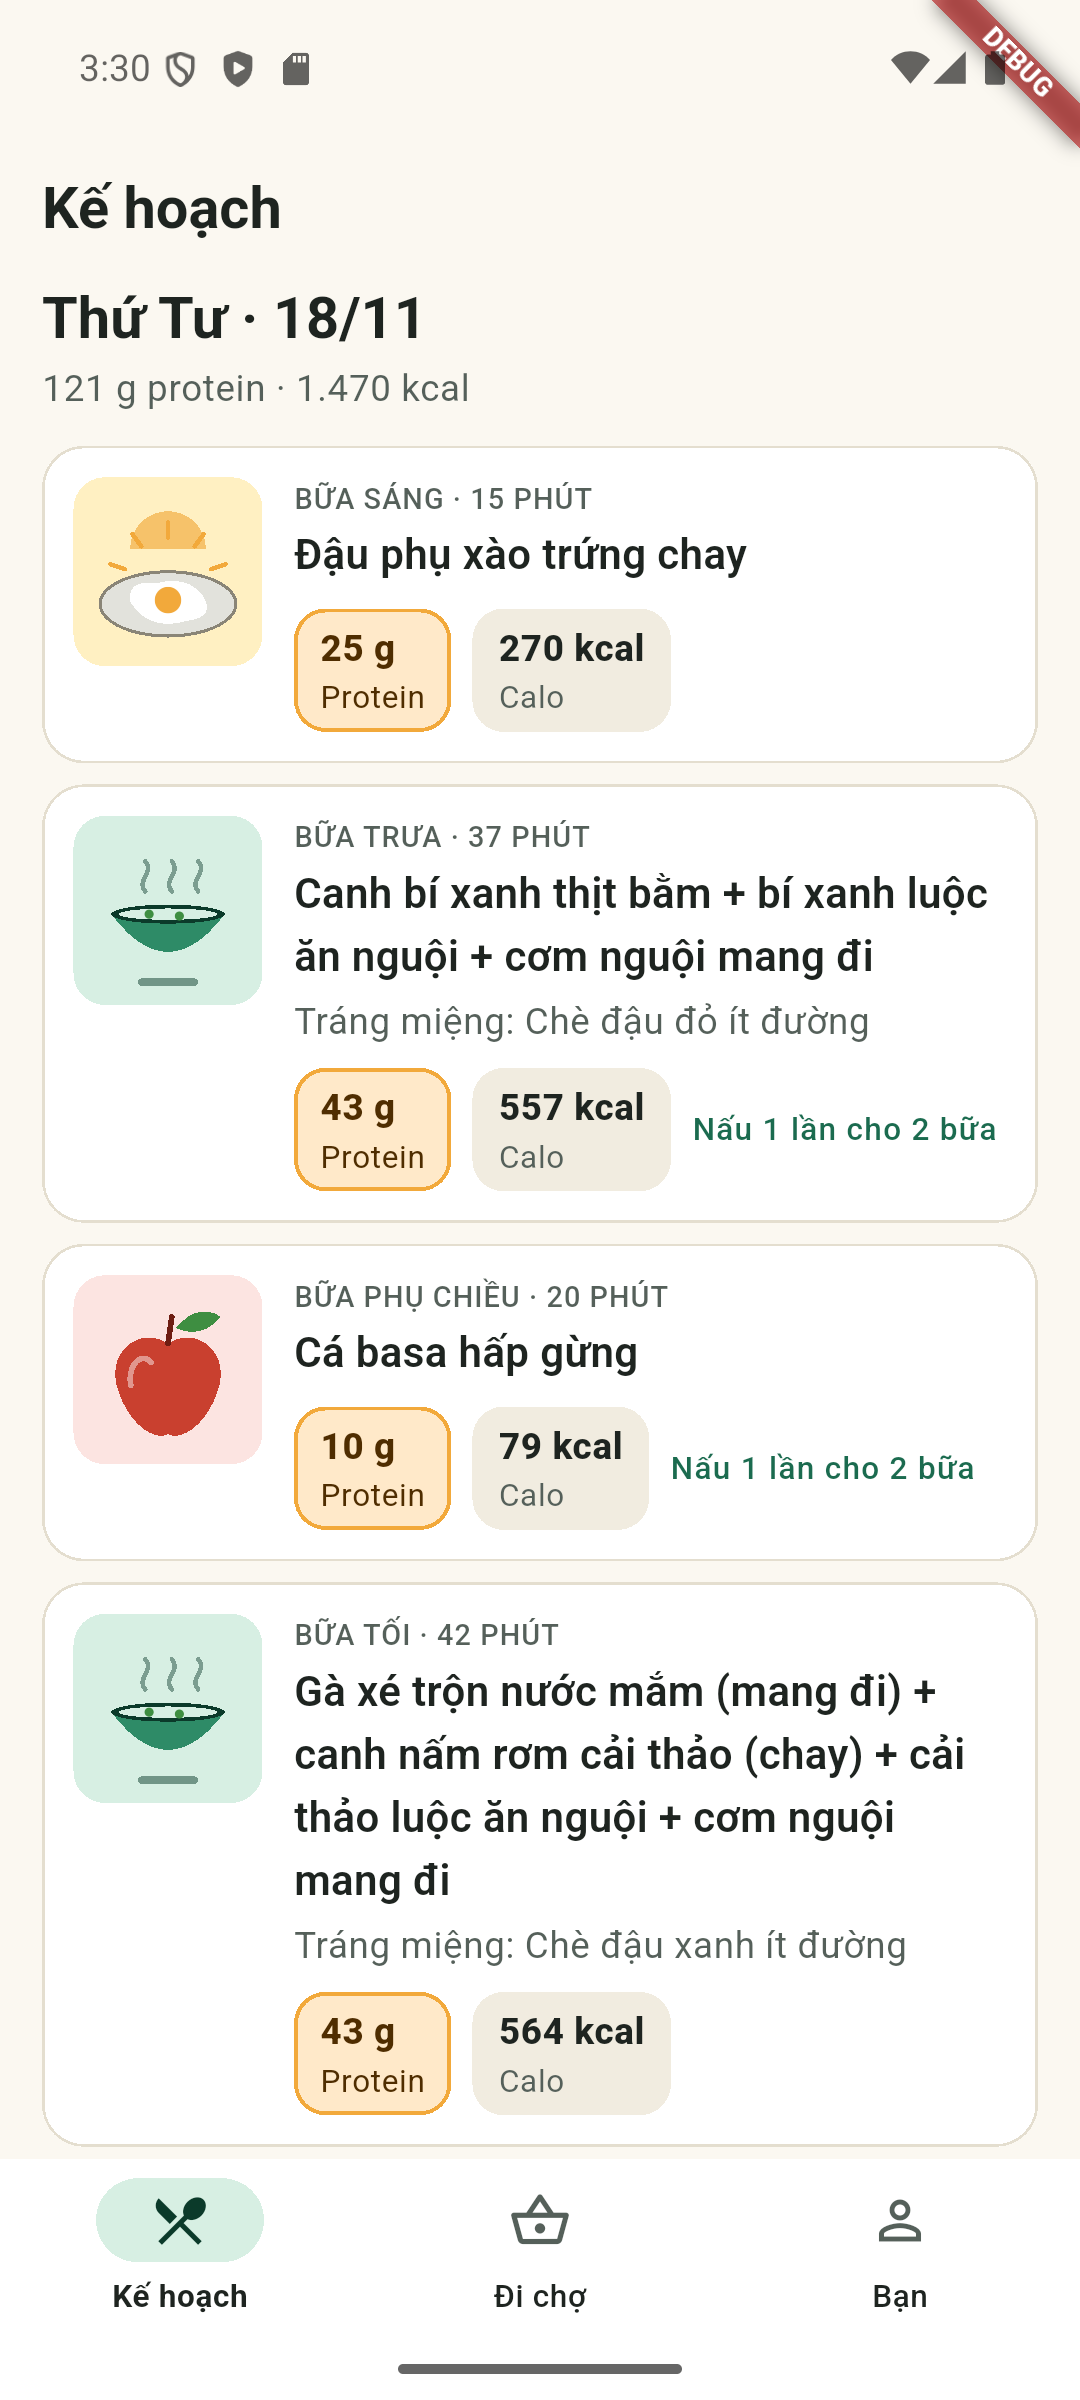 3:30
DEBUG
Kế hoạch
Thứ Tư · 18/11
121 g protein · 1.470 kcal
BỮA SÁNG · 15 PHÚT
Đậu phụ xào trứng chay
25 g
Protein
270 kcal
Calo
BỮA TRƯA · 37 PHÚT
Canh bí xanh thịt bằm + bí xanh luộc
ăn nguội + cơm nguội mang đi
Tráng miệng: Chè đậu đỏ ít đường
43 g
Protein
557 kcal
Calo
Nấu 1 lần cho 2 bữa
BỮA PHỤ CHIỀU · 20 PHÚT
Cá basa hấp gừng
10 g
Protein
79 kcal
Calo
Nấu 1 lần cho 2 bữa
BỮA TỐI · 42 PHÚT
Gà xé trộn nước mắm (mang đi) +
canh nấm rơm cải thảo (chay) + cải
thảo luộc ăn nguội + cơm nguội
mang đi
Tráng miệng: Chè đậu xanh ít đường
43 g
Protein
564 kcal
Calo
Kế hoạch
Đi chợ
Bạn